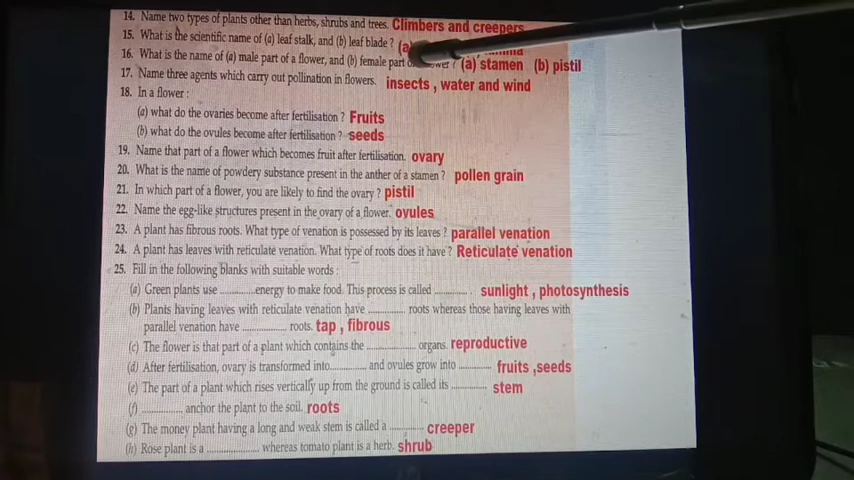 14. Name two types of plants other than herbs, shrubs and trees. Climbers and creepers
15. What is the scientific name of (a) leaf stalk, and (b) leaf blade ? (a)
16. What is the name of (a) male part of a flower, and (b) female part of flower ? (a) stamen (b) pistil
17. Name three agents which carry out pollination in flowers. insects , water and wind
18. In a flower :
(a) what do the ovaries become after fertilisation ? Fruits
(b) what do the ovules become after fertilisation ? seeds
19. Name that part of a flower which becomes fruit after fertilisation. ovary
20. What is the name of powdery substance present in the anther of a stamen ? pollen grain
21. In which part of a flower, you are likely to find the ovary ? pistil
22. Name the egg-like structures present in the ovary of a flower. ovules
23. A plant has fibrous roots. What type of venation is possessed by its leaves ? parallel venation
24. A plant has leaves with reticulate venation. What type of roots does it have ? Reticulate venation
25. Fill in the following blanks with suitable words :
(a) Green plants use ............energy to make food. This process is called ........... . sunlight , photosynthesis
(b) Plants having leaves with reticulate venation have ............. roots whereas those having leaves with
parallel venation have ............... roots. tap , fibrous
(c) The flower is that part of a plant which contains the ................. organs. reproductive
(d) After fertilisation, ovary is transformed into............. and ovules grow into ........... fruits ,seeds
(e) The part of a plant which rises vertically up from the ground is called its ............ stem
(f) .............. anchor the plant to the soil. roots
(g) The money plant having a long and weak stem is called a ............ creeper
(h) Rose plant is a .................. whereas tomato plant is a herb. shrub